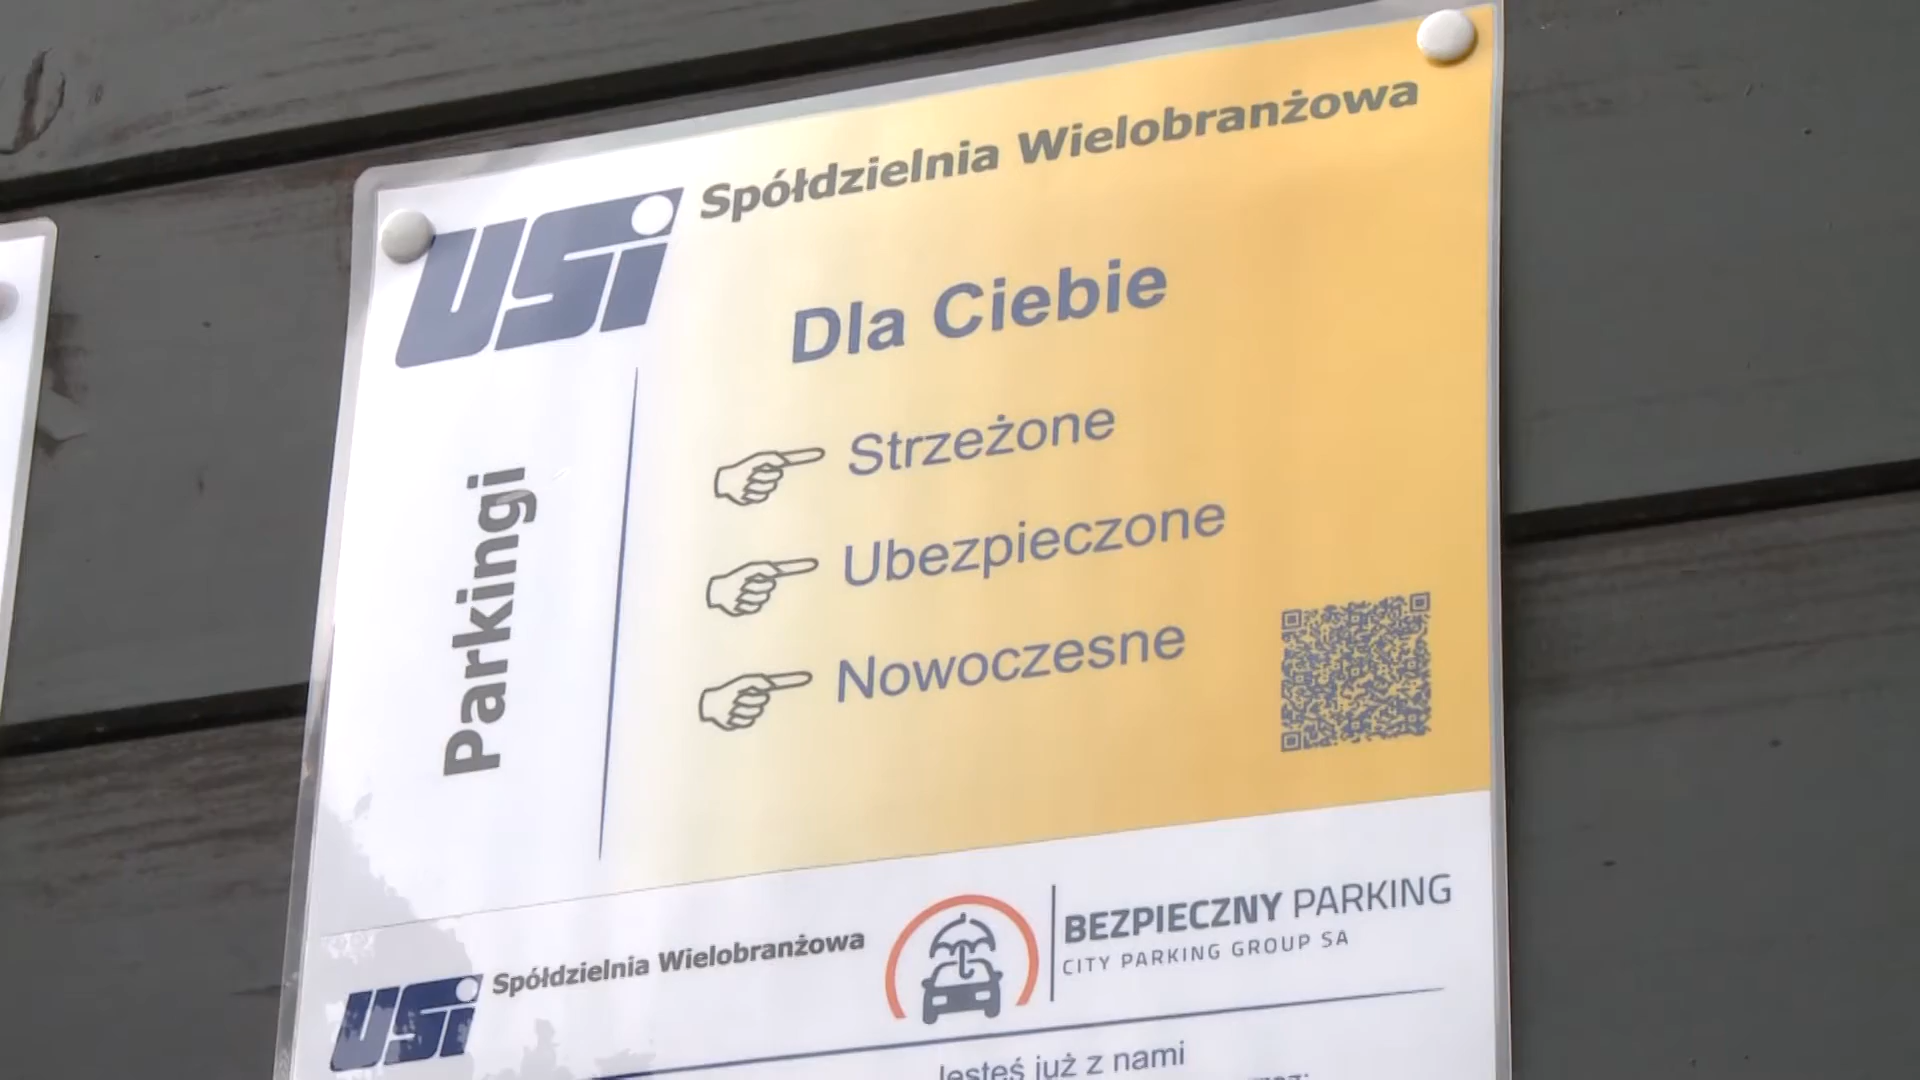 USi Spółdzielnia Wielobranżowa
Dla Ciebie
Parkingi
Strzeżone
Ubezpieczone
Nowoczesne
USi Spółdzielnia Wielobranżowa
BEZPIECZNY PARKING
CITY PARKING GROUP SA
Jesteś już z nami